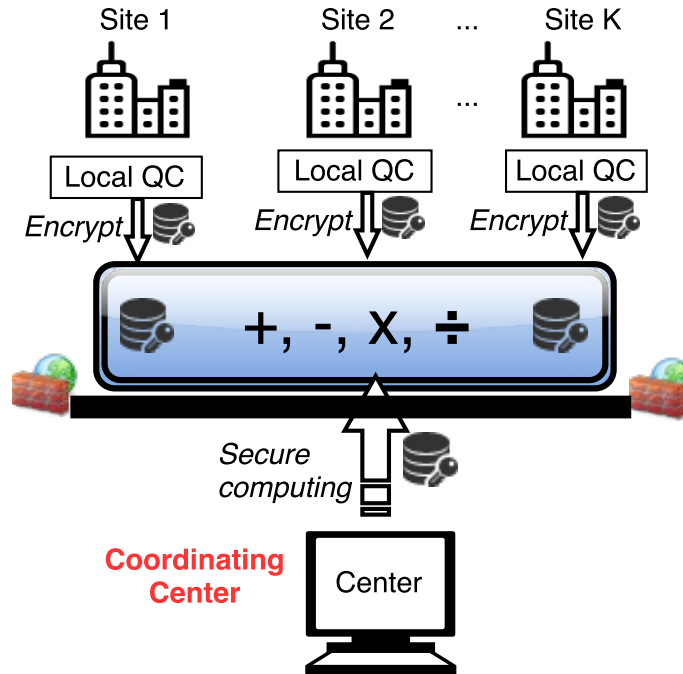 Site 1 Site 2 ... Site K
...
Local QC Local QC Local QC
Encrypt Encrypt Encrypt
+, -, x, ÷
Secure
computing
Coordinating
Center
Center